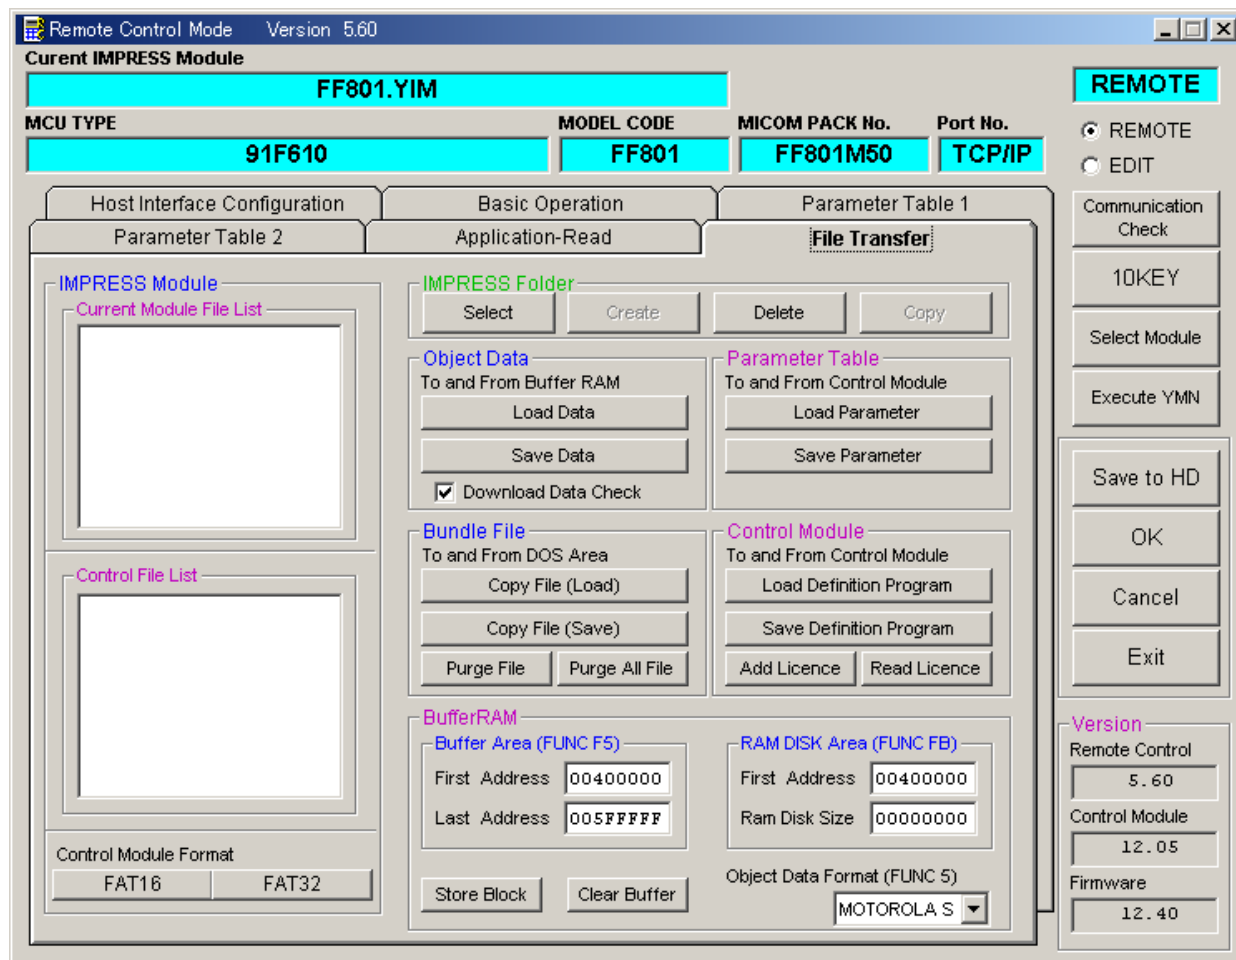 Remote Control Mode Version 5.60
Curent IMPRESS Module
FF801.YIM
REMOTE
MCU TYPE MODEL CODE MICOM PACK No. Port No.
91F610 FF801 FF801M50 TCP/IP
REMOTE
EDIT
Host Interface Configuration Basic Operation Parameter Table 1
Parameter Table 2 Application-Read File Transfer
IMPRESS Module
Current Module File List
Control File List
Control Module Format
FAT16 FAT32
IMPRESS Folder
Select Create Delete Copy
Object Data
To and From Buffer RAM
Load Data
Save Data
Download Data Check
Parameter Table
To and From Control Module
Load Parameter
Save Parameter
Bundle File
To and From DOS Area
Copy File (Load)
Copy File (Save)
Purge File Purge All File
Control Module
To and From Control Module
Load Definition Program
Save Definition Program
Add Licence Read Licence
BufferRAM
Buffer Area (FUNC F5)
First Address 00400000
Last Address 005FFFFF
RAM DISK Area (FUNC FB)
First Address 00400000
Ram Disk Size 00000000
Store Block Clear Buffer
Object Data Format (FUNC 5)
MOTOROLA S
Communication
Check
10KEY
Select Module
Execute YMN
Save to HD
OK
Cancel
Exit
Version
Remote Control
5.60
Control Module
12.05
Firmware
12.40